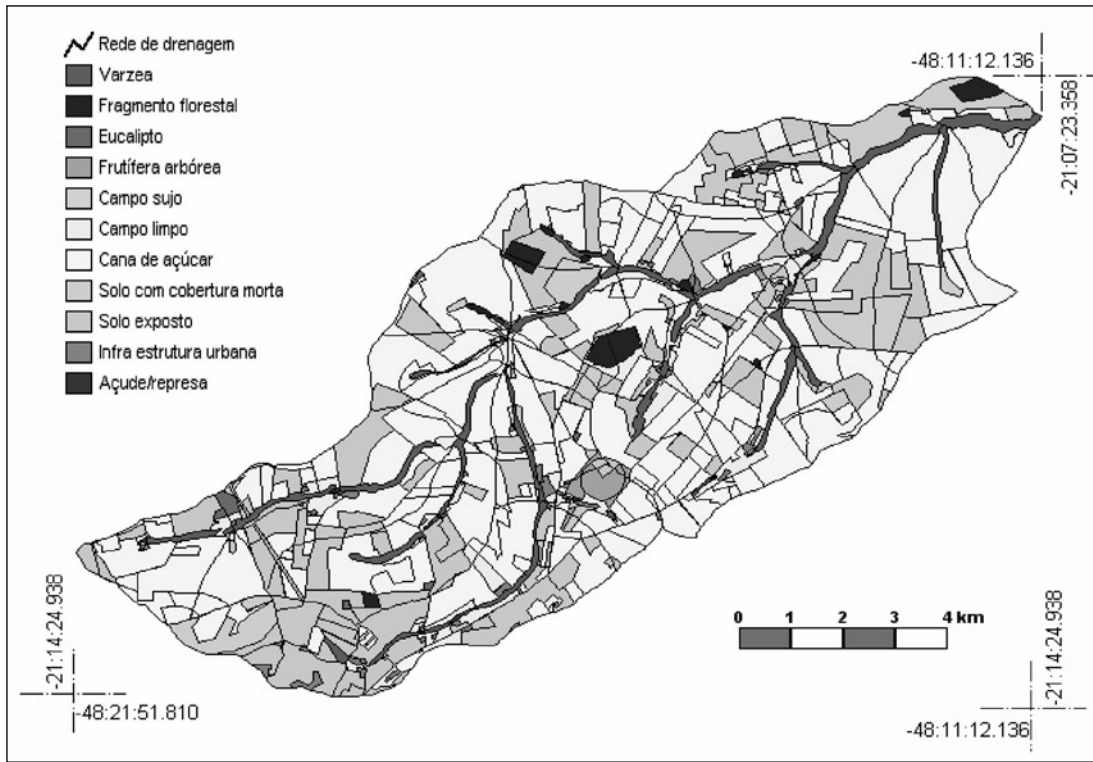 Rede de drenagem
Varzea
Fragmento florestal
Eucalipto
Frutífera arbórea
Campo sujo
Campo limpo
Cana de açúcar
Solo com cobertura morta
Solo exposto
Infra estrutura urbana
Açude/represa
-48:11:12.136
-21:07:23.358
0 1 2 3 4 km
-21:14:24.938
-48:21:51.810
-21:14:24.938
-48:11:12.136